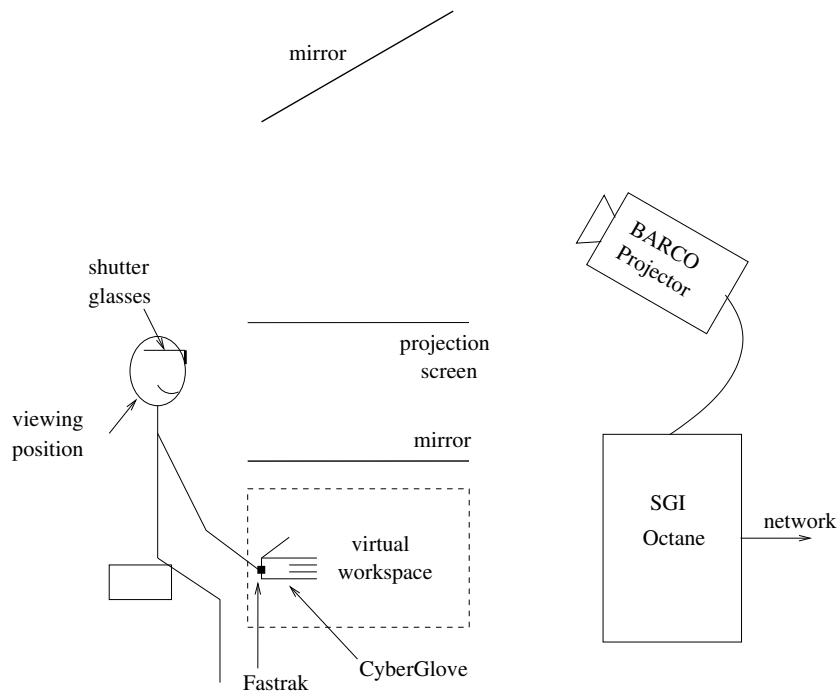 mirror
BARCO
Projector
shutter
glasses
projection
screen
viewing
position
mirror
SGI
Octane
network
virtual
workspace
CyberGlove
Fastrak